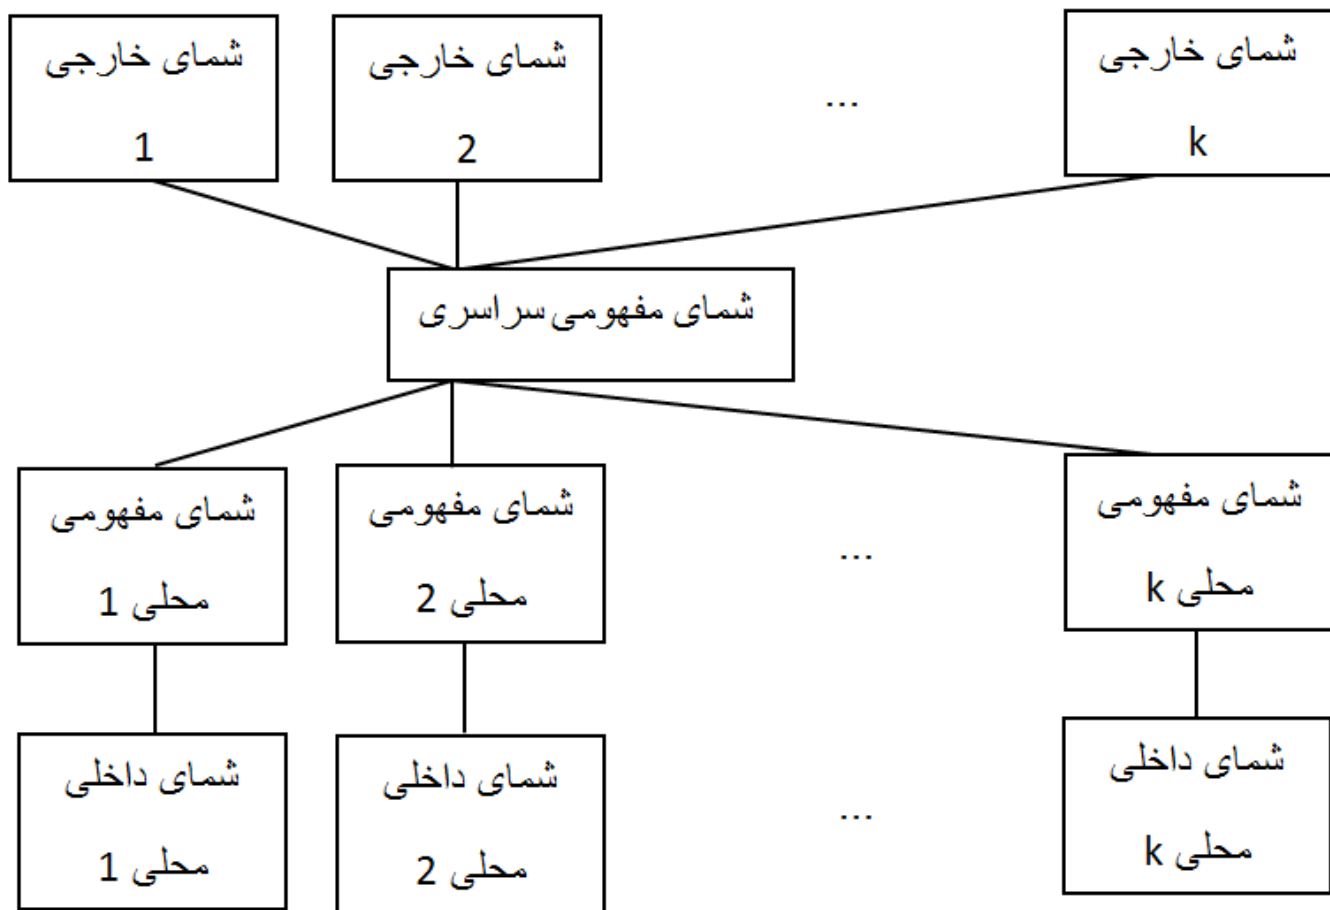 شمای خارجی
1
شمای خارجی
2
...
شمای خارجی
k
شمای مفهومی سراسری
شمای مفهومی
محلی 1
شمای مفهومی
محلی 2
...
شمای مفهومی
محلی k
شمای داخلی
محلی 1
شمای داخلی
محلی 2
...
شمای داخلی
محلی k